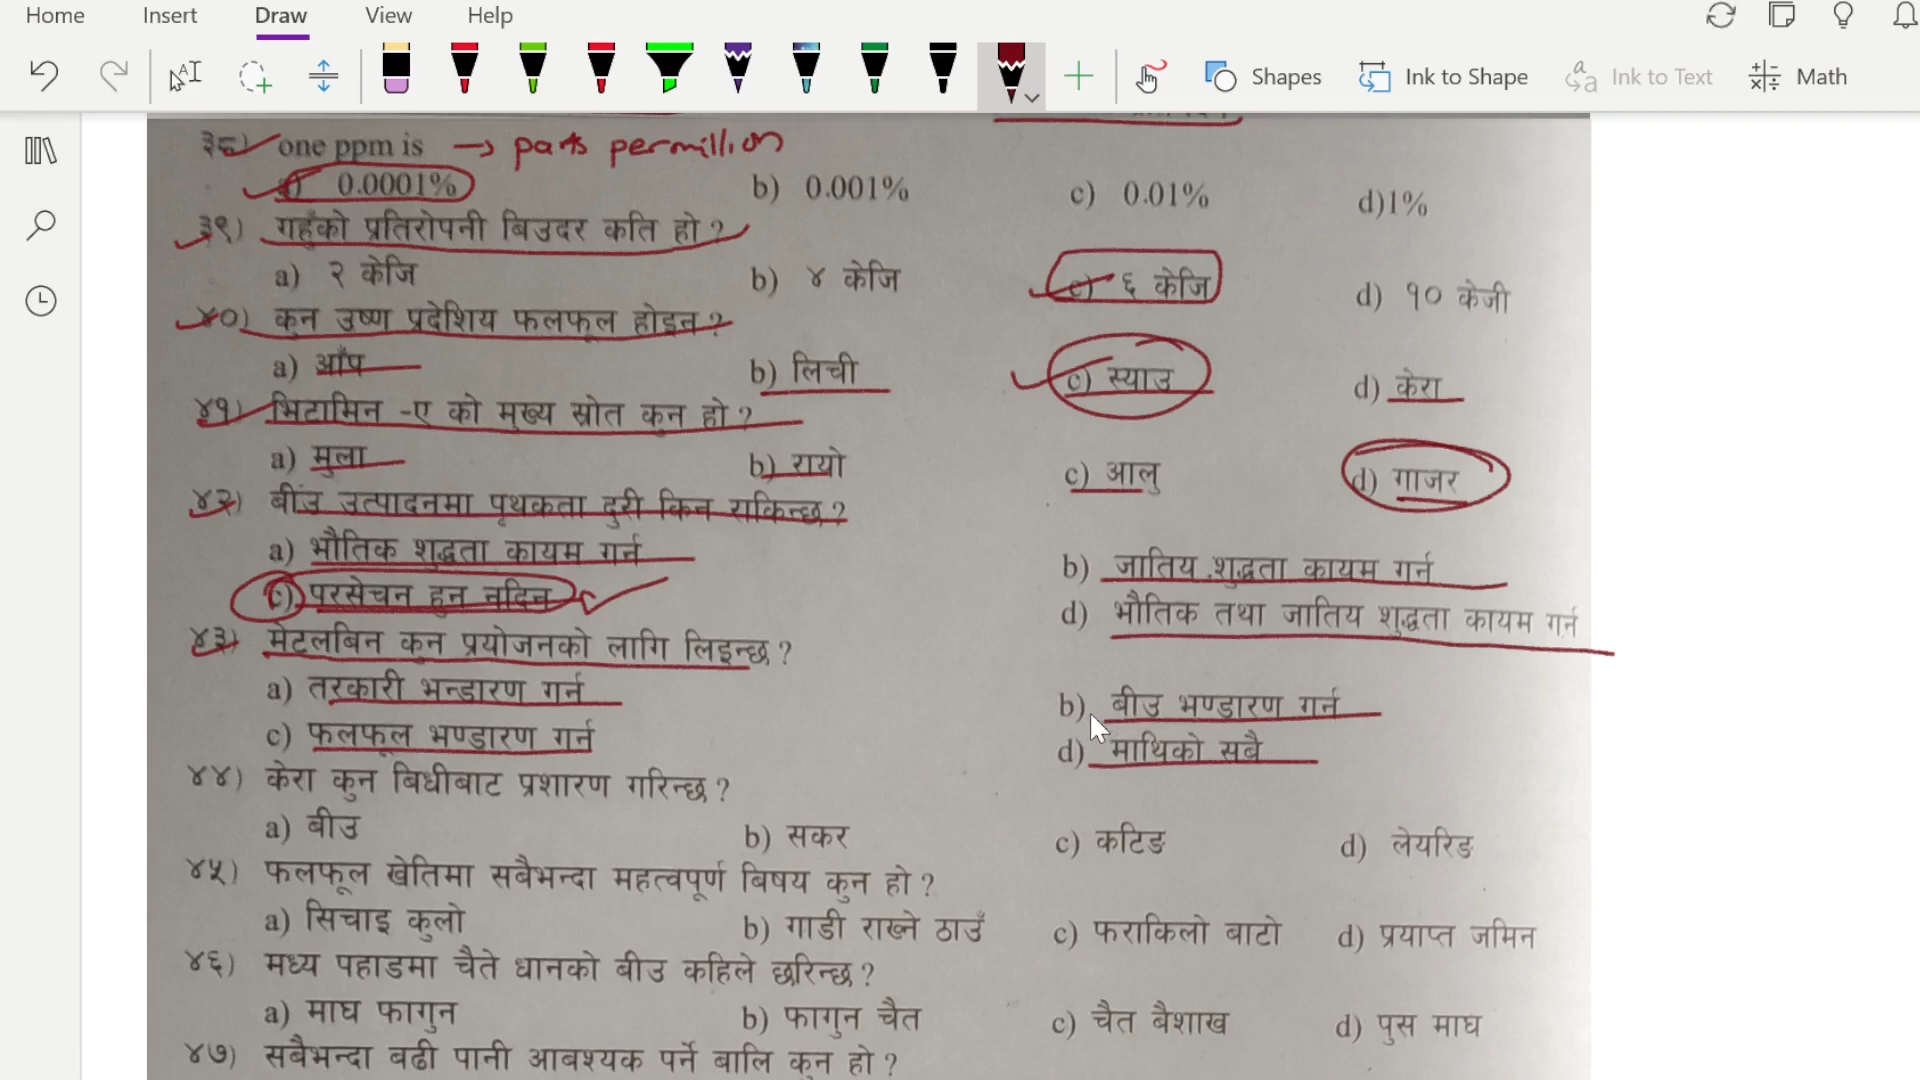 Home Insert Draw View Help
Shapes Ink to Shape Ink to Text Math
३८) one ppm is → parts permillion
a) 0.0001% b) 0.001% c) 0.01% d)1%
३९) गहुँको प्रतिरोपनी बिउदर कति हो ?
a) २ केजि b) ४ केजि c) ६ केजि d) १० केजी
४०) कुन उष्ण प्रदेशिय फलफूल होइन ?
a) आँप b) लिची c) स्याउ d) केरा
४१) भिटामिन -ए को मुख्य स्रोत कुन हो ?
a) मुला b) रायो c) आलु d) गाजर
४२) बीउ उत्पादनमा पृथकता दुरी किन राकिन्छ ?
a) भौतिक शुद्धता कायम गर्न b) जातिय शुद्धता कायम गर्न
c) परसेचन हुन नदिन d) भौतिक तथा जातिय शुद्धता कायम गर्न
४३) मेटलबिन कुन प्रयोजनको लागि लिइन्छ ?
a) तरकारी भन्डारण गर्न b) बीउ भण्डारण गर्न
c) फलफूल भण्डारण गर्न d) माथिको सबै
४४) केरा कुन बिधीबाट प्रशारण गरिन्छ ?
a) बीउ b) सकर c) कटिङ d) लेयरिङ
४५) फलफूल खेतिमा सबैभन्दा महत्वपूर्ण बिषय कुन हो ?
a) सिचाइ कुलो b) गाडी राख्ने ठाउँ c) फराकिलो बाटो d) प्रयाप्त जमिन
४६) मध्य पहाडमा चैते धानको बीउ कहिले छरिन्छ ?
a) माघ फागुन b) फागुन चैत c) चैत बैशाख d) पुस माघ
४७) सबैभन्दा बढी पानी आबश्यक पर्ने बालि कुन हो ?